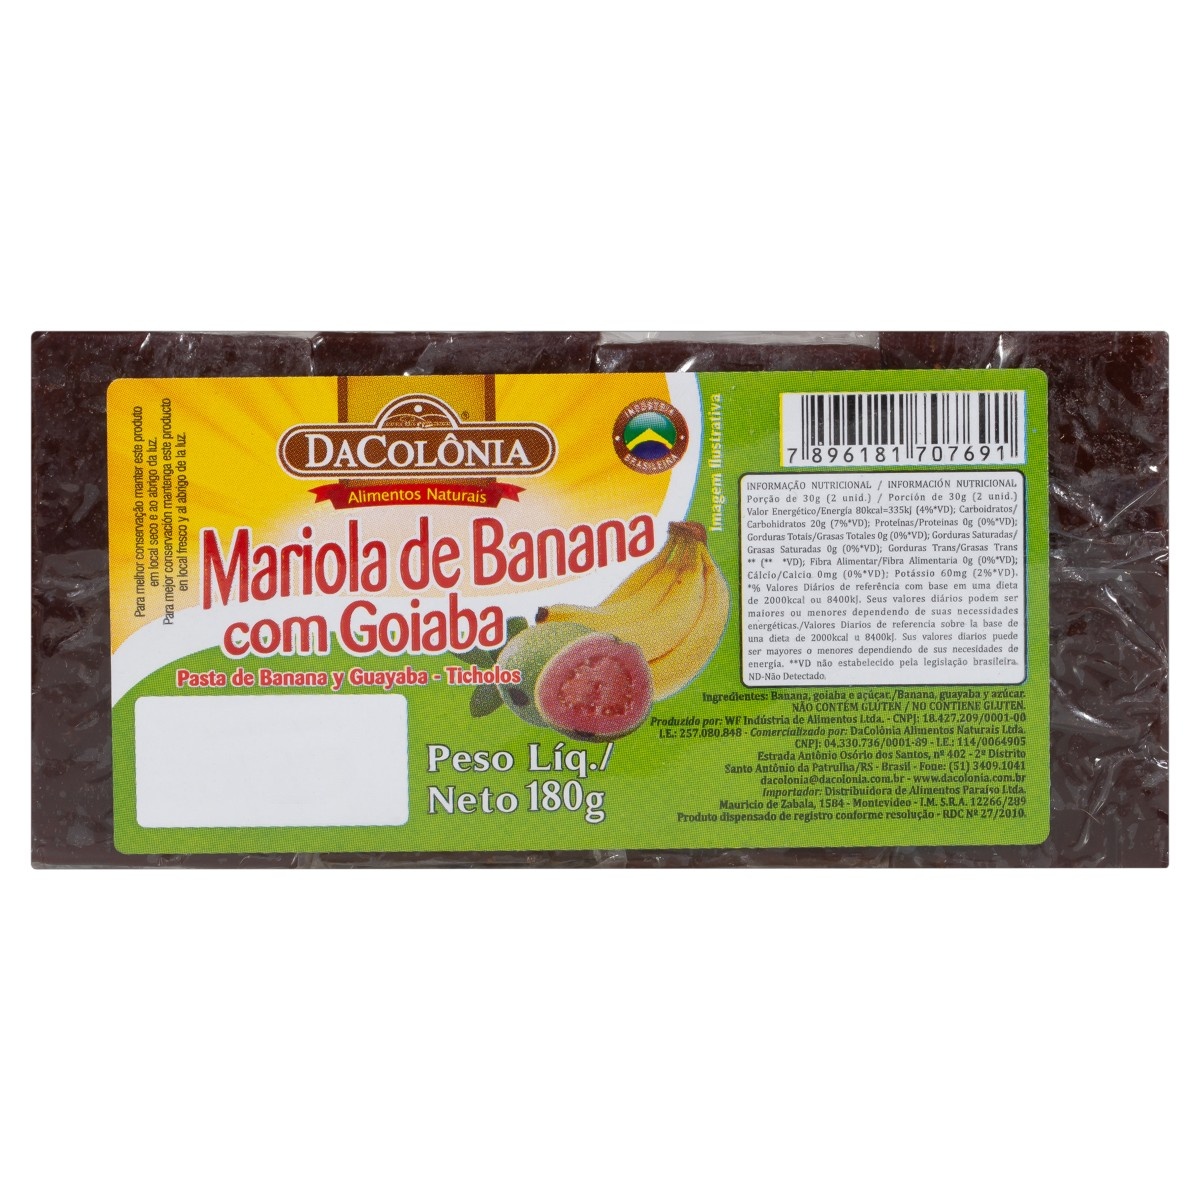 Para melhor conservação manter este produto
em local seco e ao abrigo da luz.
Para mejor conservación mantenga este producto
en local fresco y al abrigo de la luz.
DACOLÔNIA
®
Alimentos Naturais
Mariola de Banana
com Goiaba
Pasta de Banana y Guayaba - Ticholos
Peso Líq./
Neto 180g
INDÚSTRIA
BRASILEIRA
Imagem Ilustrativa
7 896181 707691
INFORMAÇÃO NUTRICIONAL / INFORMACIÓN NUTRICIONAL
Porção de 30g (2 unid.) / Porción de 30g (2 unid.)
Valor Energético/Energia 80kcal=335kj (4%*VD); Carboidratos/
Carbohidratos 20g (7%*VD); Proteínas/Proteinas 0g (0%*VD);
Gorduras Totais/Grasas Totales 0g (0%*VD); Gorduras Saturadas/
Grasas Saturadas 0g (0%*VD); Gorduras Trans/Grasas Trans
** (** *VD); Fibra Alimentar/Fibra Alimentaria 0g (0%*VD);
Cálcio/Calcia 0mg (0%*VD); Potássio 60mg (2%*VD).
*% Valores Diários de referência com base em uma dieta
de 2000kcal ou 8400kj. Seus valores diários podem ser
maiores ou menores dependendo de suas necessidades
energéticas./Valores Diarios de referencia sobre la base de
una dieta de 2000kcal u 8400kj. Sus valores diarios puede
ser mayores o menores dependiendo de sus necesidades de
energia. **VD não estabelecido pela legislação brasileira.
ND-Não Detectado.
Ingredientes: Banana, goiaba e açúcar./Banana, guayaba y azúcar.
NÃO CONTÉM GLÚTEN / NO CONTIENE GLUTEN.
Produzido por: WF Indústria de Alimentos Ltda. - CNPJ: 18.427.209/0001-00
I.E.: 257.080.848 - Comercializado por: DaColônia Alimentos Naturais Ltda.
CNPJ: 04.330.736/0001-89 - I.E.: 114/0064905
Estrada Antônio Osório dos Santos, nº 402 - 2º Distrito
Santo Antônio da Patrulha/RS - Brasil - Fone: (51) 3409.1041
dacolonia@dacolonia.com.br - www.dacolonia.com.br
Importador: Distribuidora de Alimentos Paraiso Ltda.
Mauricio de Zabala, 1584 - Montevideo - I.M. S.R.A. 12266/289
Produto dispensado de registro conforme resolução - RDC Nº 27/2010.